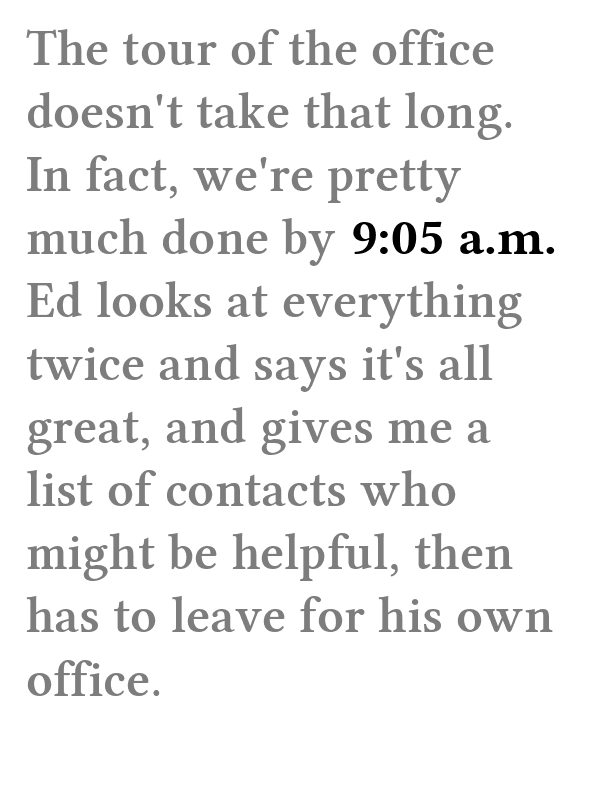 The tour of the office
doesn't take that long.
In fact, we're pretty
much done by 9:05 a.m.
Ed looks at everything
twice and says it's all
great, and gives me a
list of contacts who
might be helpful, then
has to leave for his own
office.